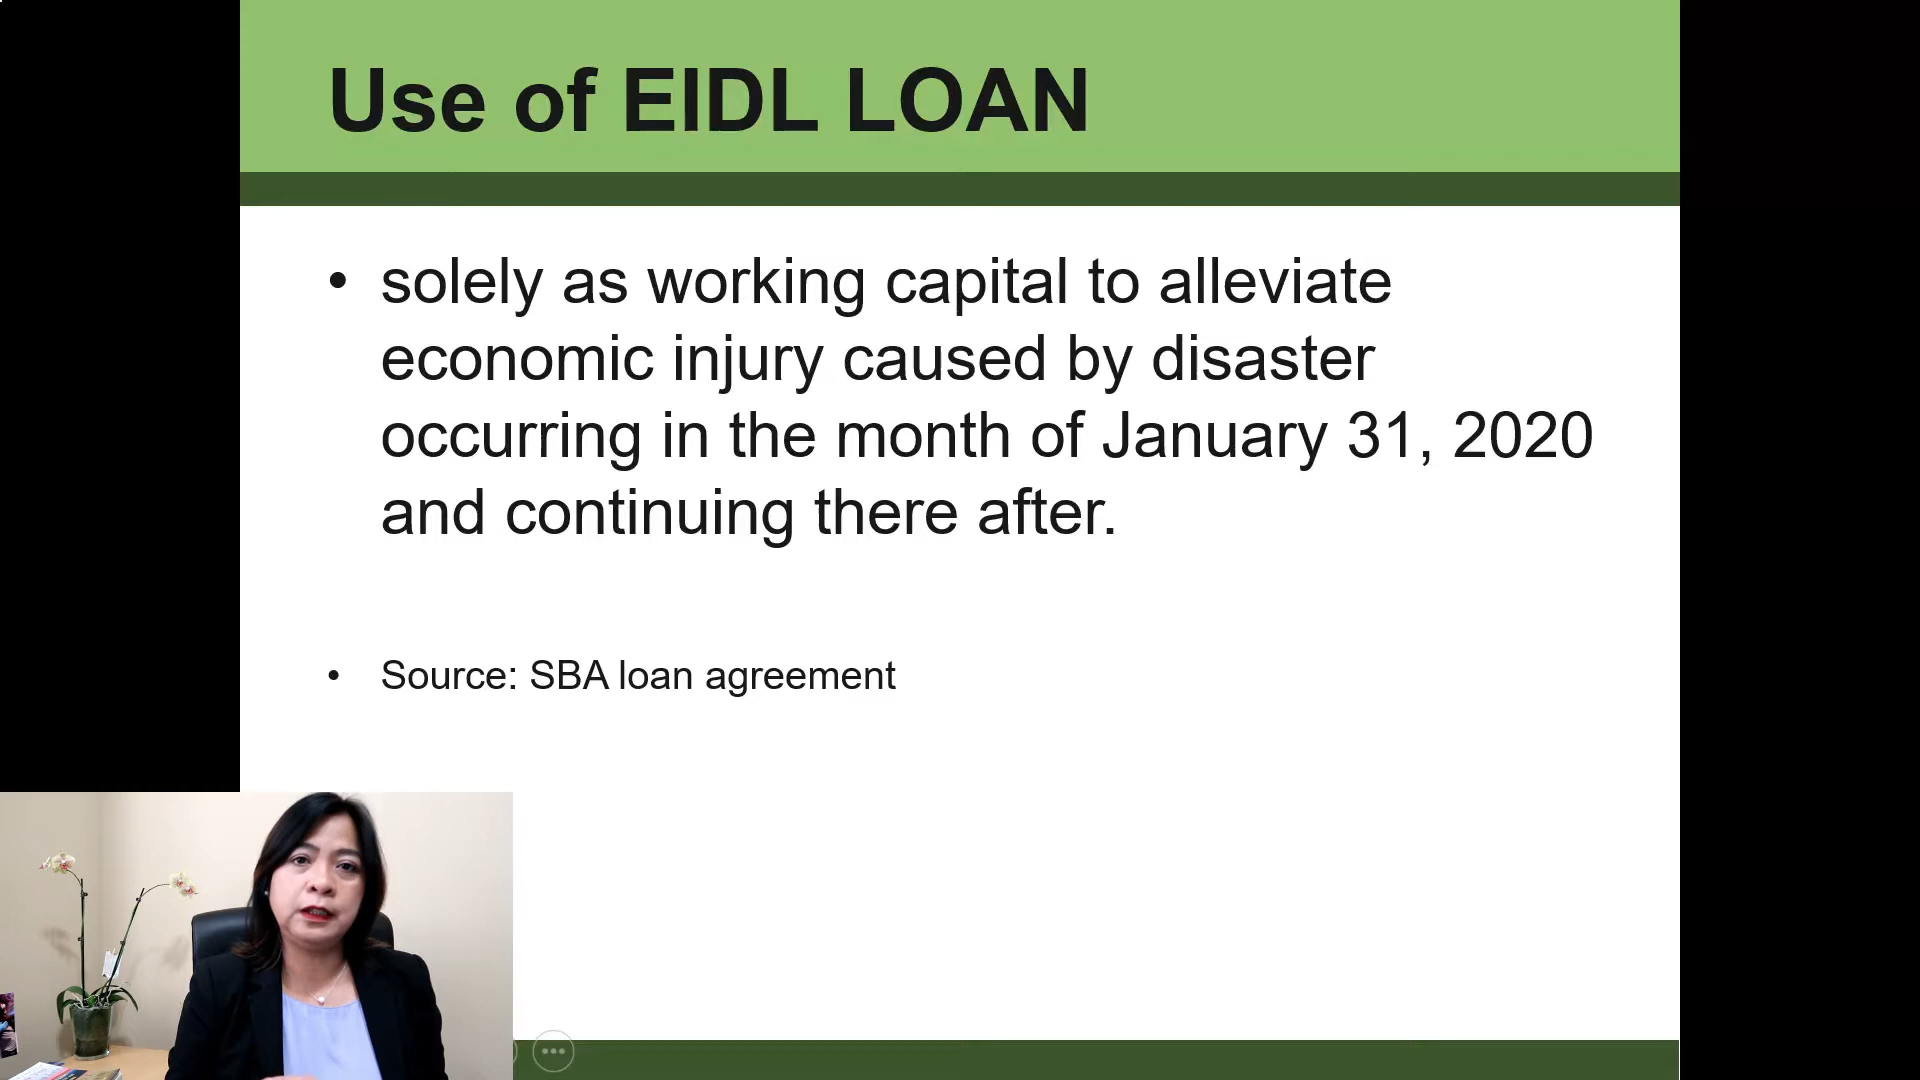 Use of EIDL LOAN
• solely as working capital to alleviate
economic injury caused by disaster
occurring in the month of January 31, 2020
and continuing there after.
• Source: SBA loan agreement